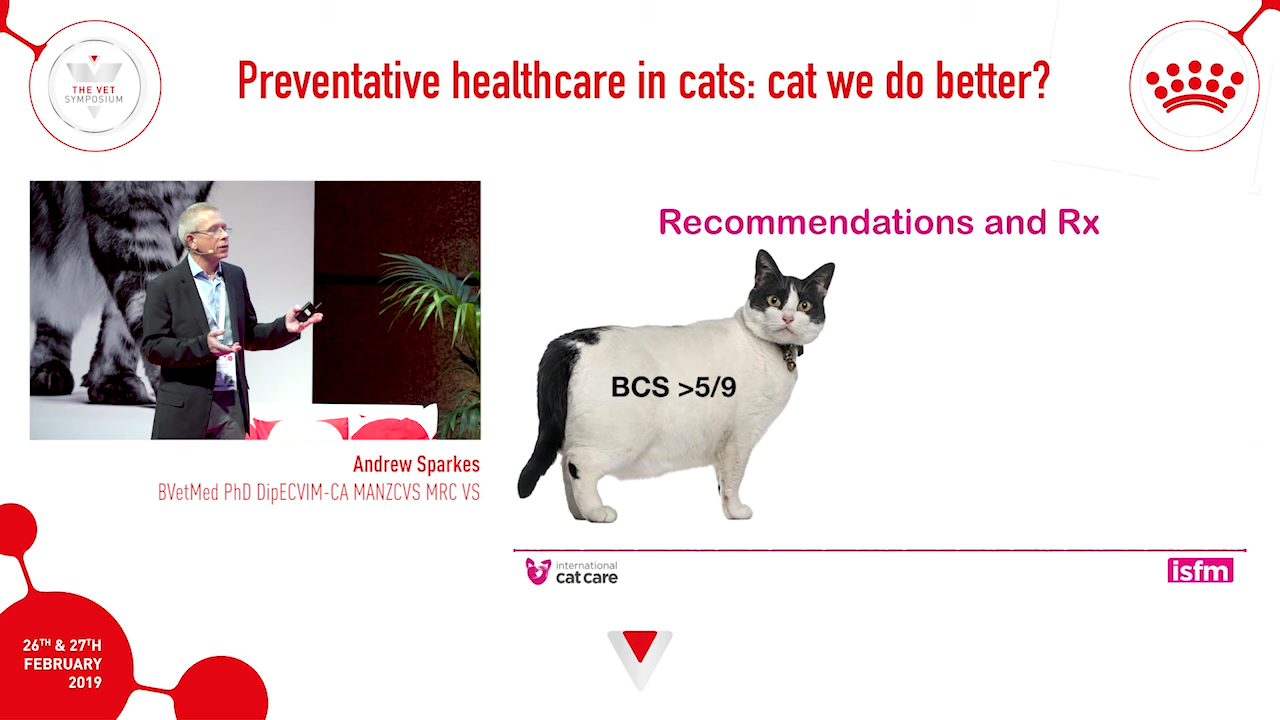 THE VET
SYMPOSIUM
Preventative healthcare in cats: cat we do better?
Recommendations and Rx
BCS >5/9
Andrew Sparkes
BVetMed PhD DipECVIM-CA MANZCVS MRC VS
international
cat care
isfm
26TH & 27TH
FEBRUARY
2019